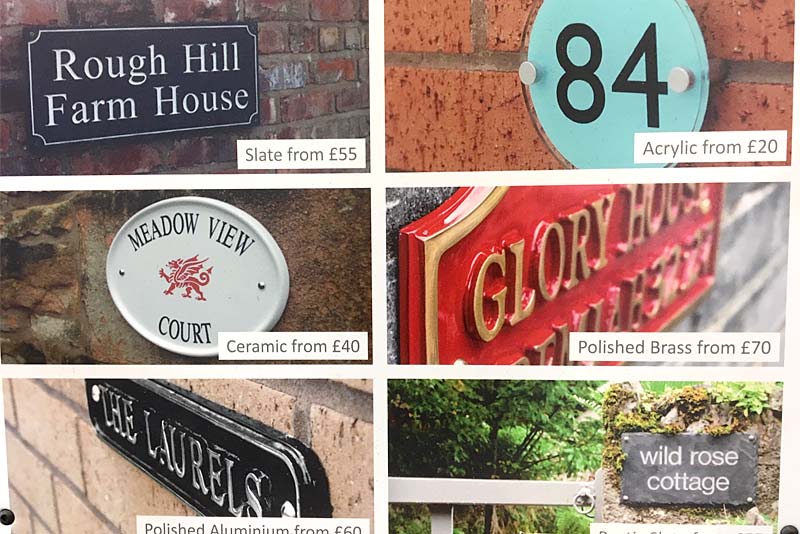 Rough Hill
Farm House
Slate from £55
84
Acrylic from £20
MEADOW VIEW
COURT
Ceramic from £40
GLORY HOUSE
Polished Brass from £70
THE LAURELS
Polished Aluminium from £60
wild rose
cottage